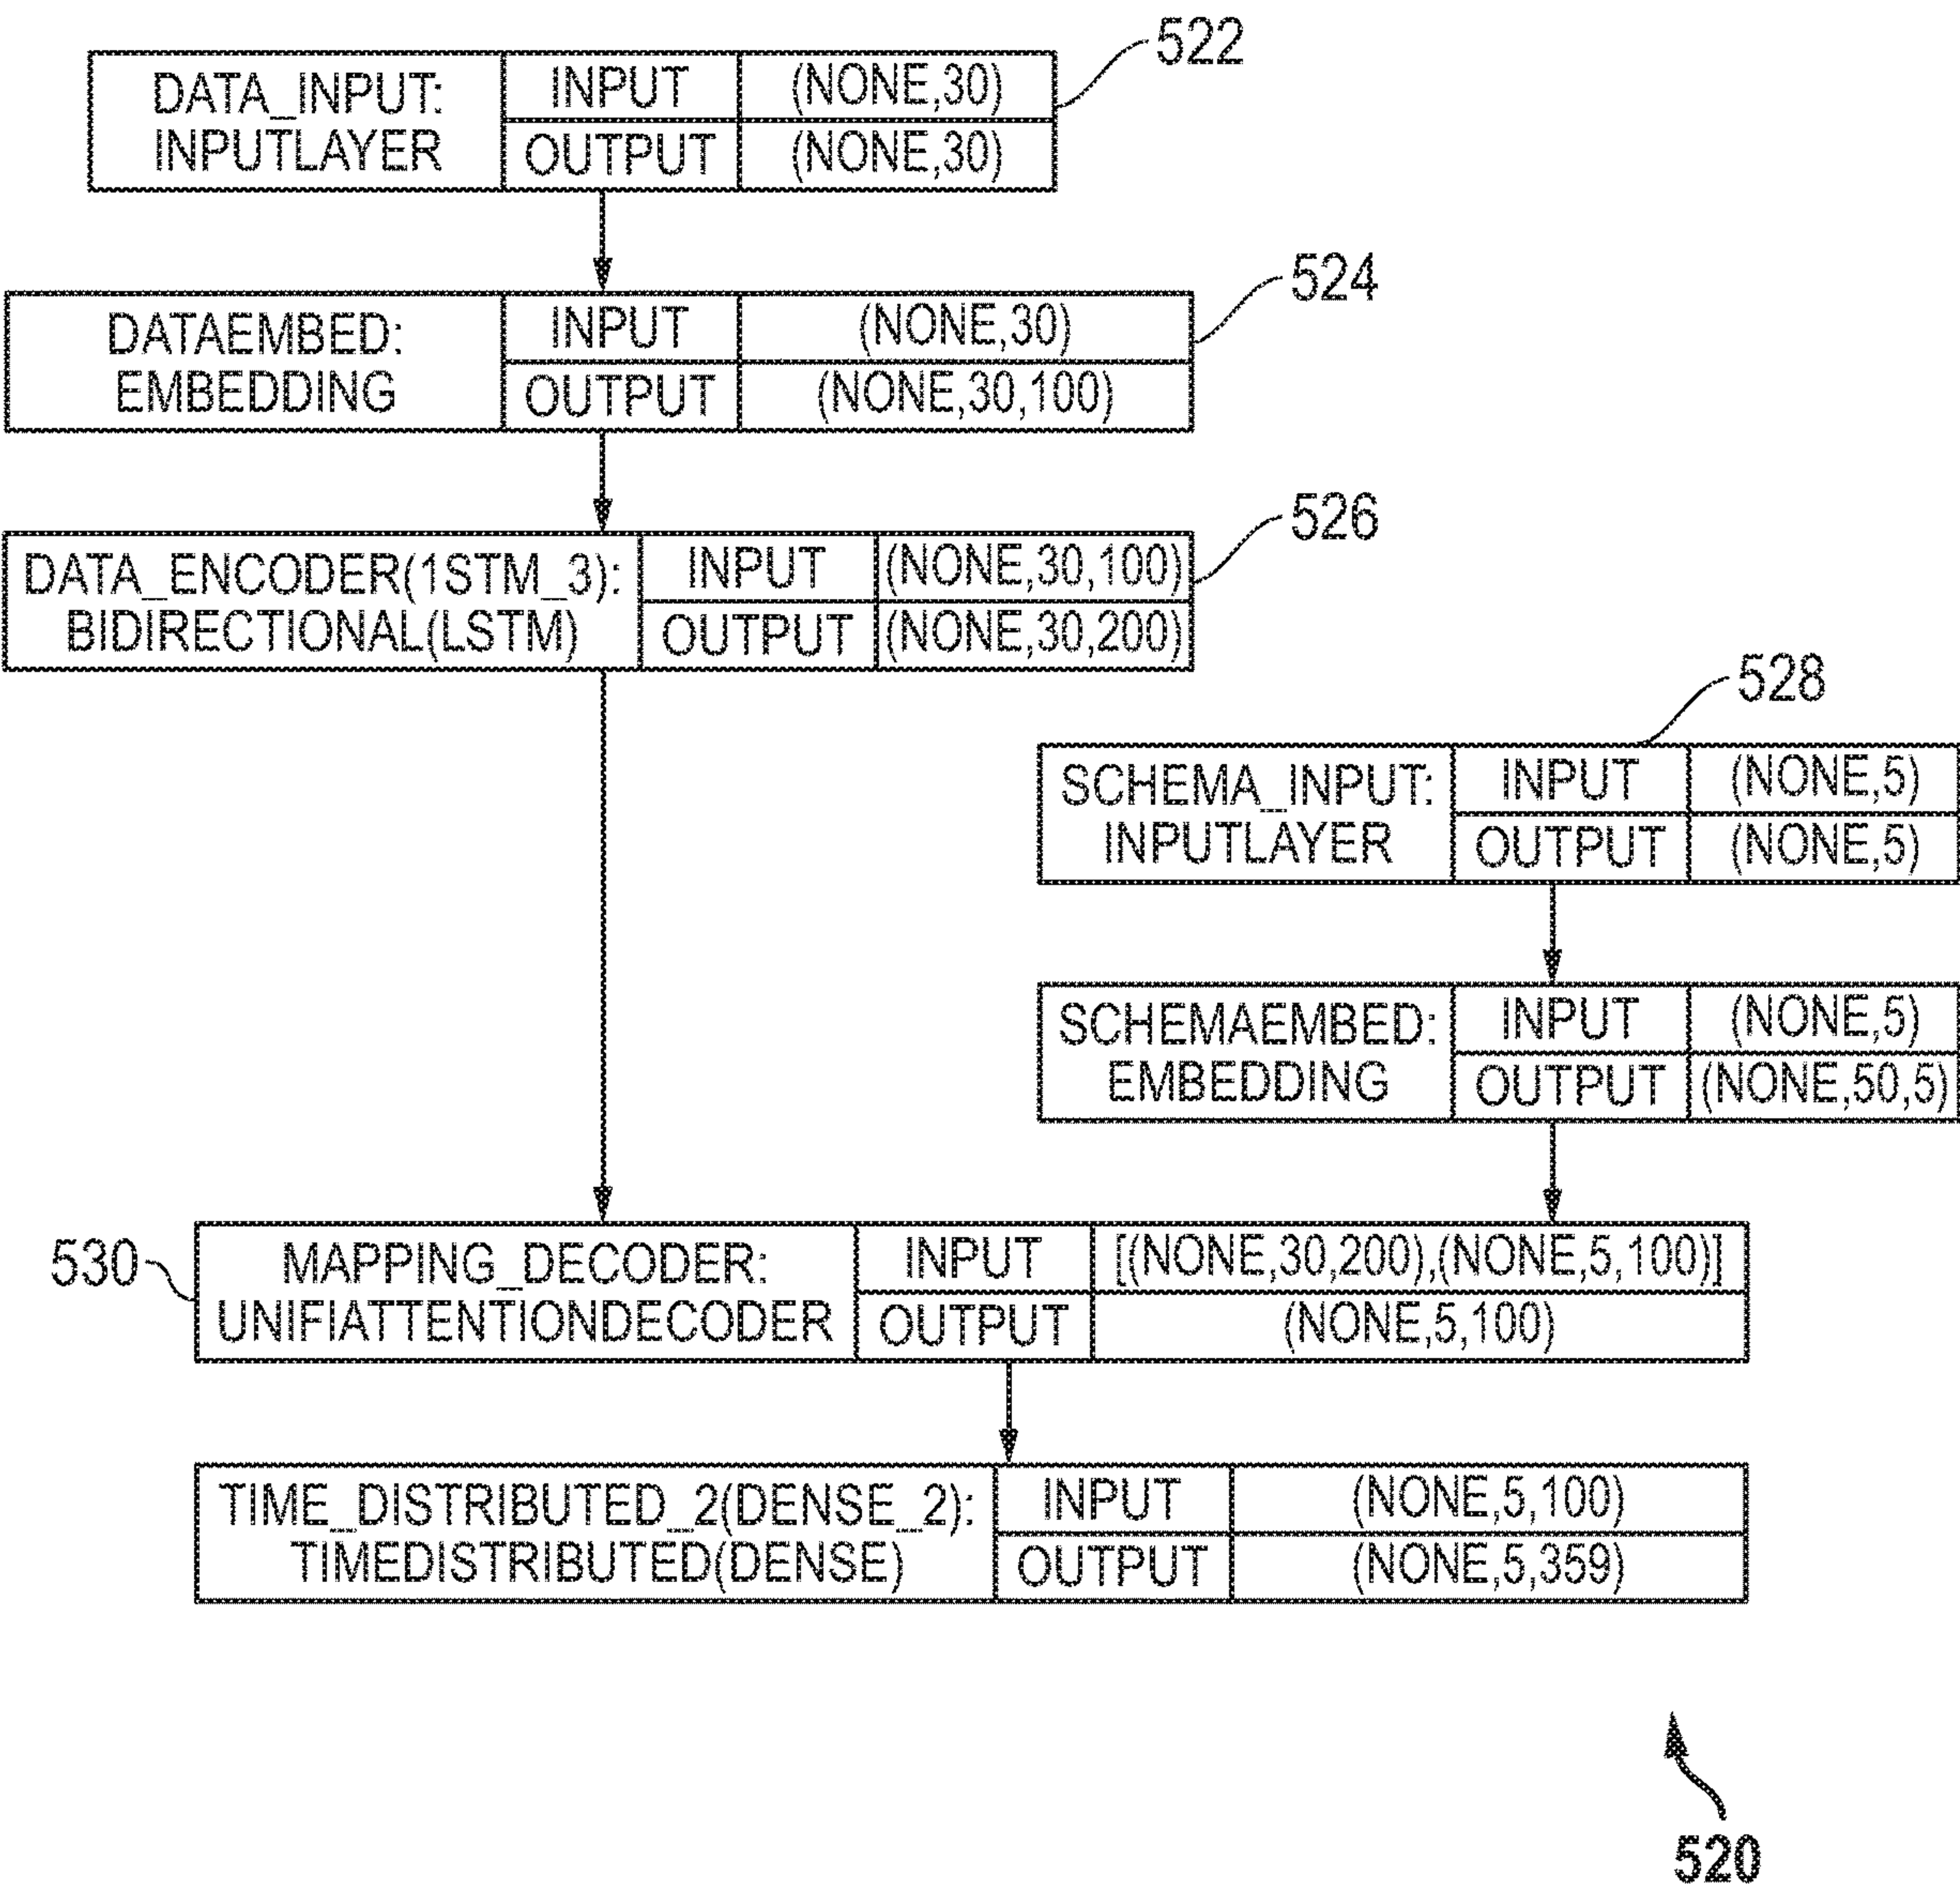 522
DATA_INPUT:
INPUTLAYER
INPUT
(NONE,30)
OUTPUT
(NONE,30)
524
DATAEMBED:
EMBEDDING
INPUT
(NONE,30)
OUTPUT
(NONE,30,100)
526
DATA_ENCODER(1STM_3):
BIDIRECTIONAL(LSTM)
INPUT
(NONE,30,100)
OUTPUT
(NONE,30,200)
528
SCHEMA_INPUT:
INPUTLAYER
INPUT
(NONE,5)
OUTPUT
(NONE,5)
SCHEMAEMBED:
EMBEDDING
INPUT
(NONE,5)
OUTPUT
(NONE,50,5)
530
MAPPING_DECODER:
UNIFIATTENTIONDECODER
INPUT
[(NONE,30,200),(NONE,5,100)]
OUTPUT
(NONE,5,100)
TIME_DISTRIBUTED_2(DENSE_2):
TIMEDISTRIBUTED(DENSE)
INPUT
(NONE,5,100)
OUTPUT
(NONE,5,359)
520